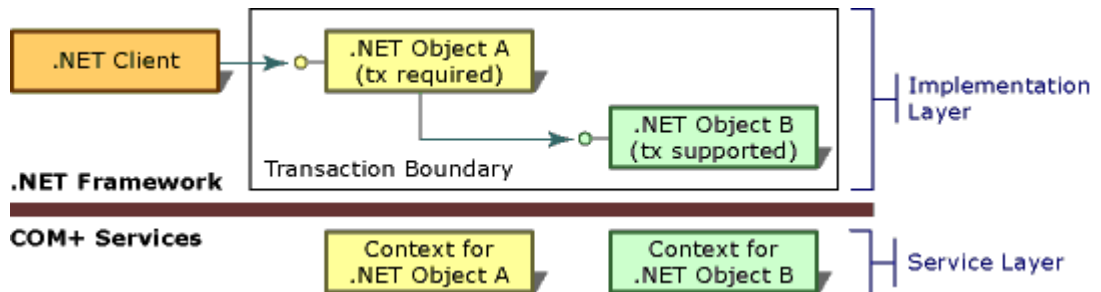 .NET Client
.NET Object A
(tx required)
.NET Object B
(tx supported)
Transaction Boundary
Implementation
Layer
.NET Framework
COM+ Services
Context for
.NET Object A
Context for
.NET Object B
Service Layer